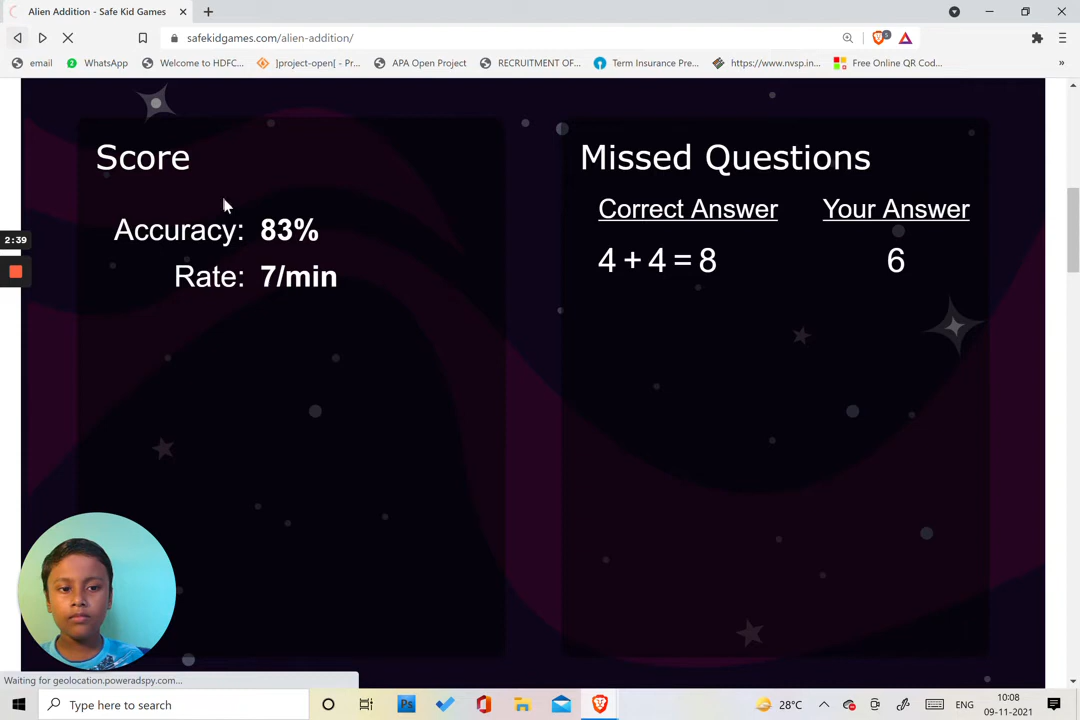 Alien Addition - Safe Kid Games
safekidgames.com/alien-addition/
5
email
2 WhatsApp
Welcome to HDFC...
]project-open[ - Pr...
APA Open Project
RECRUITMENT OF...
Term Insurance Pre...
https://www.nvsp.in...
Free Online QR Cod...
»
Score
Accuracy: 83%
Rate: 7/min
Missed Questions
Correct Answer Your Answer
4 + 4 = 8 6
2:39
Waiting for geolocation.poweradspy.com...
Type here to search
Ps
28°C
ENG
10:08
09-11-2021